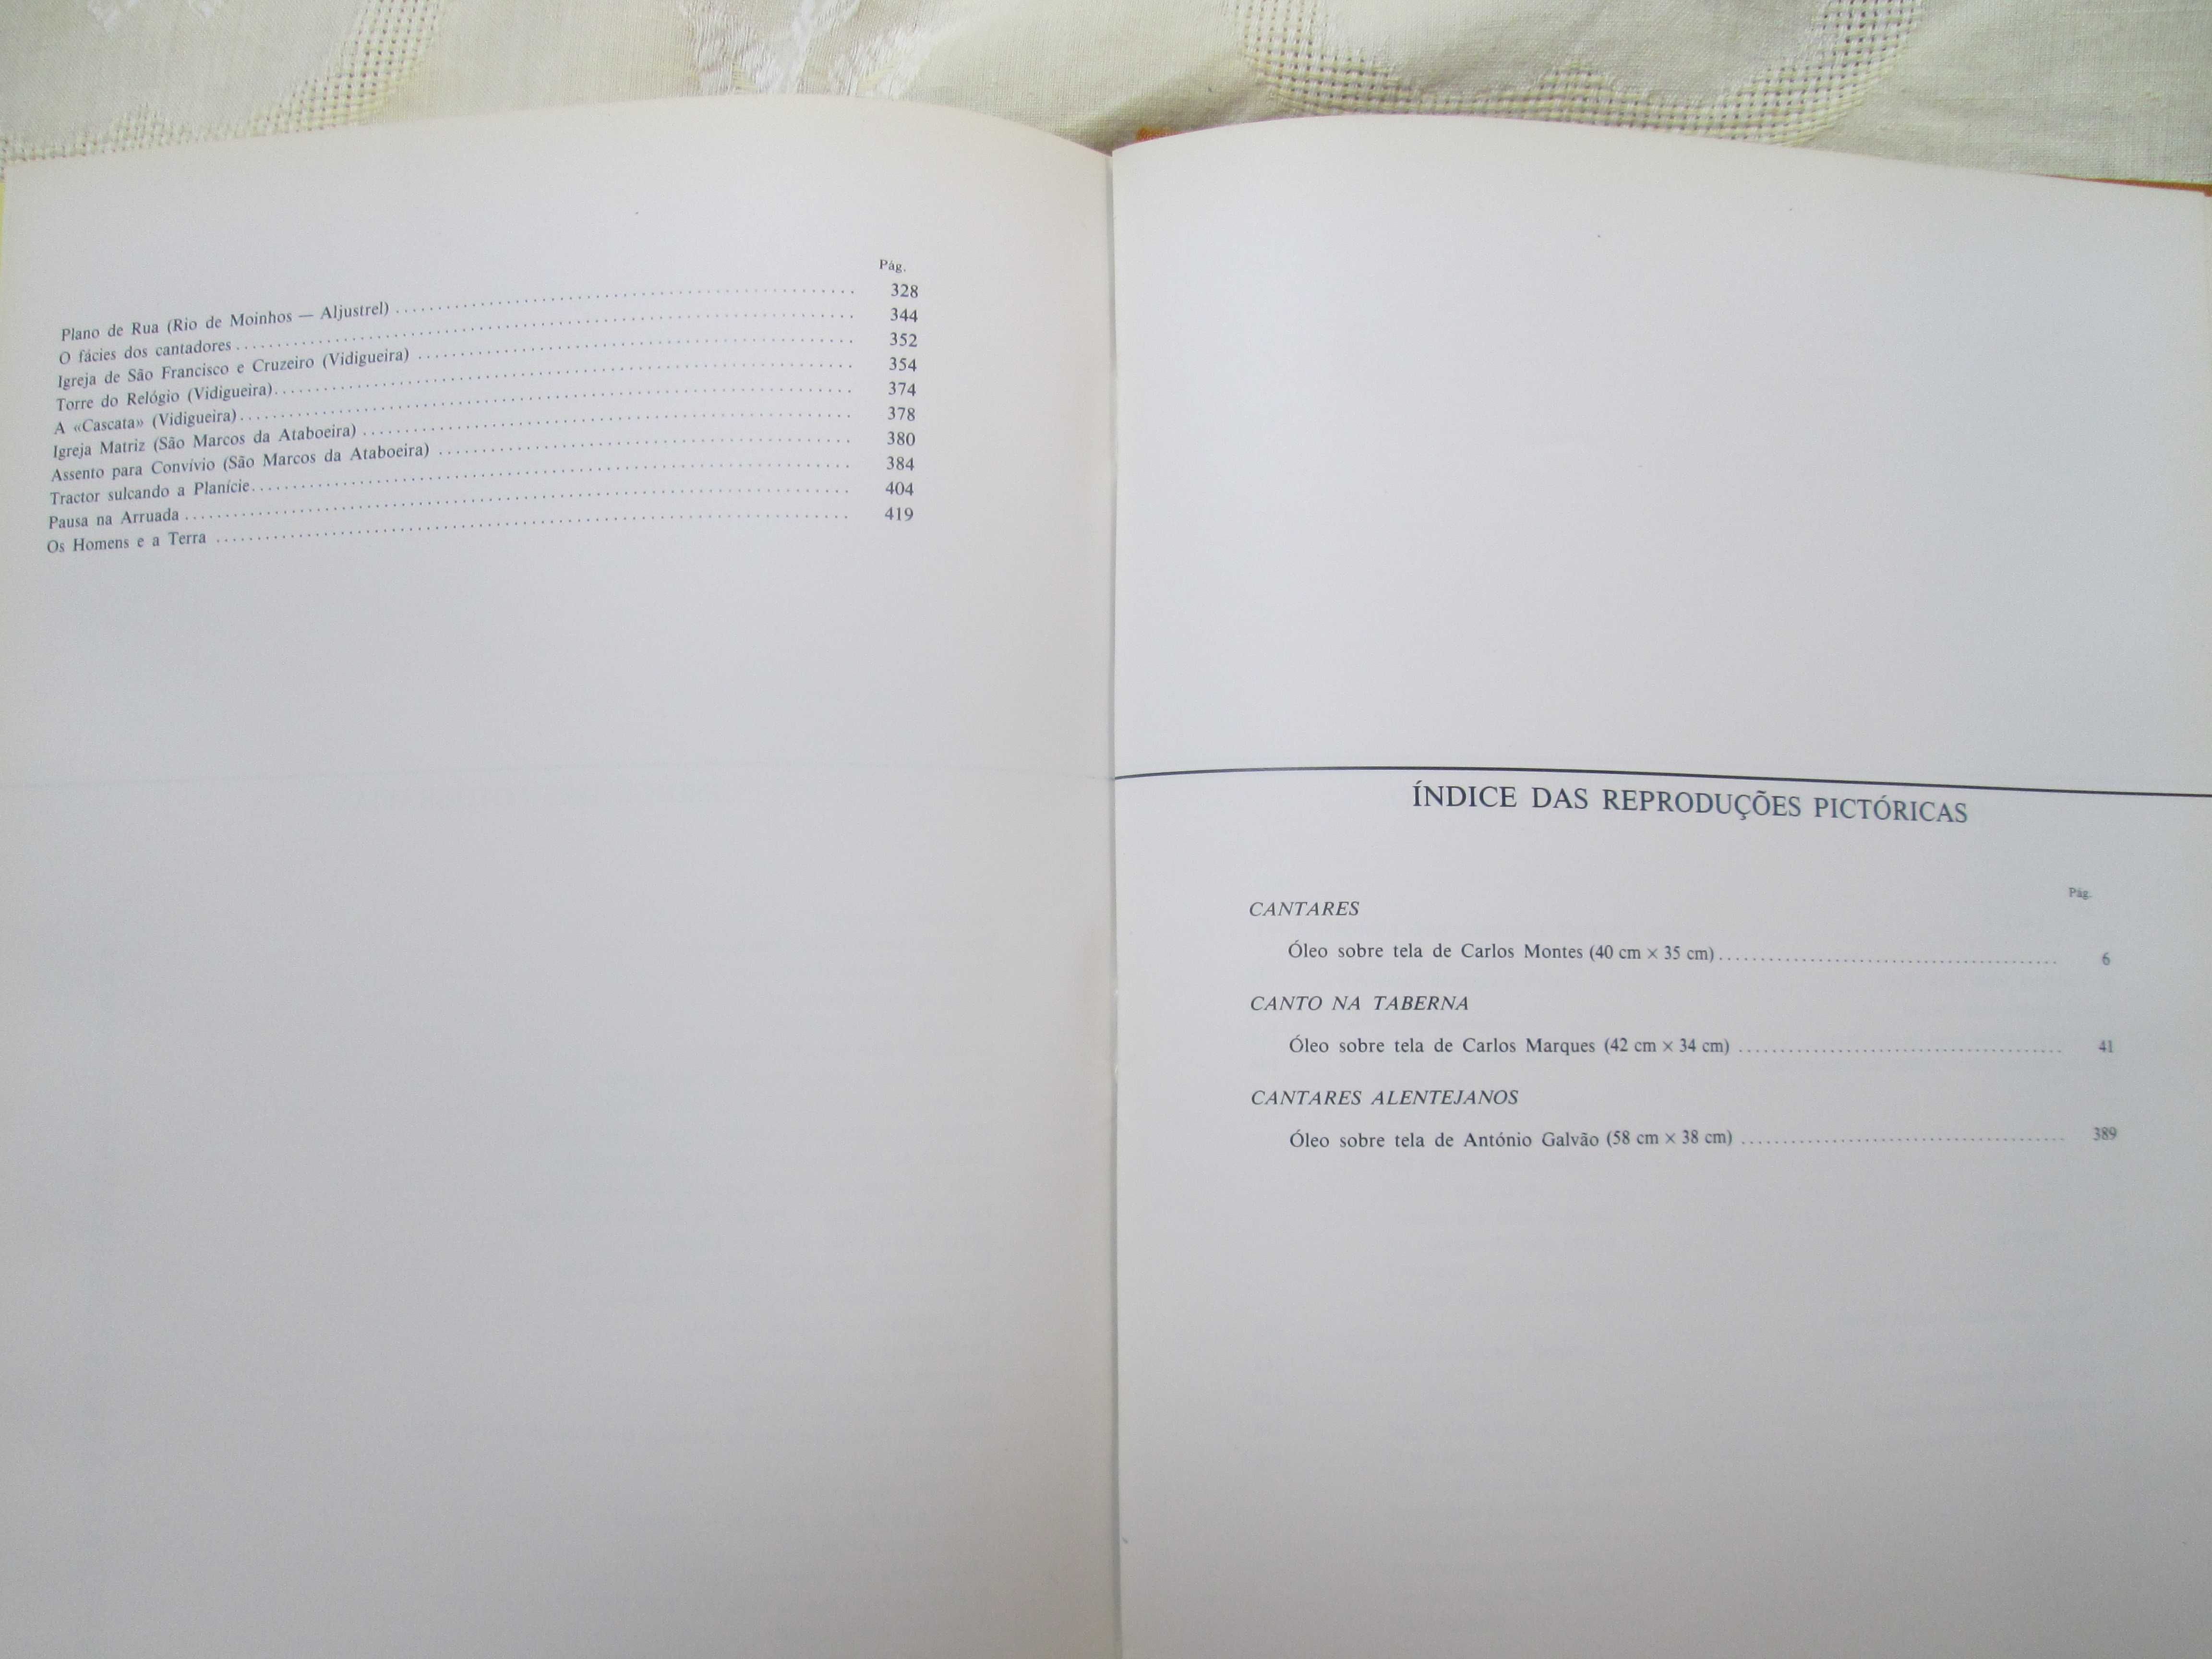 Pág.
Plano de Rua (Rio de Moinhos — Aljustrel) ........ 328
O fácies dos cantadores ........ 344
Igreja de São Francisco e Cruzeiro (Vidigueira) ........ 352
Torre do Relógio (Vidigueira) ........ 354
A «Cascata» (Vidigueira) ........ 374
Igreja Matriz (São Marcos da Ataboeira) ........ 378
Assento para Convívio (São Marcos da Ataboeira) ........ 380
Tractor sulcando a Planície ........ 384
Pausa na Arruada ........ 404
Os Homens e a Terra ........ 419
ÍNDICE DAS REPRODUÇÕES PICTÓRICAS
Pág.
CANTARES
Óleo sobre tela de Carlos Montes (40 cm × 35 cm) ........ 6
CANTO NA TABERNA
Óleo sobre tela de Carlos Marques (42 cm × 34 cm) ........ 41
CANTARES ALENTEJANOS
Óleo sobre tela de António Galvão (58 cm × 38 cm) ........ 389